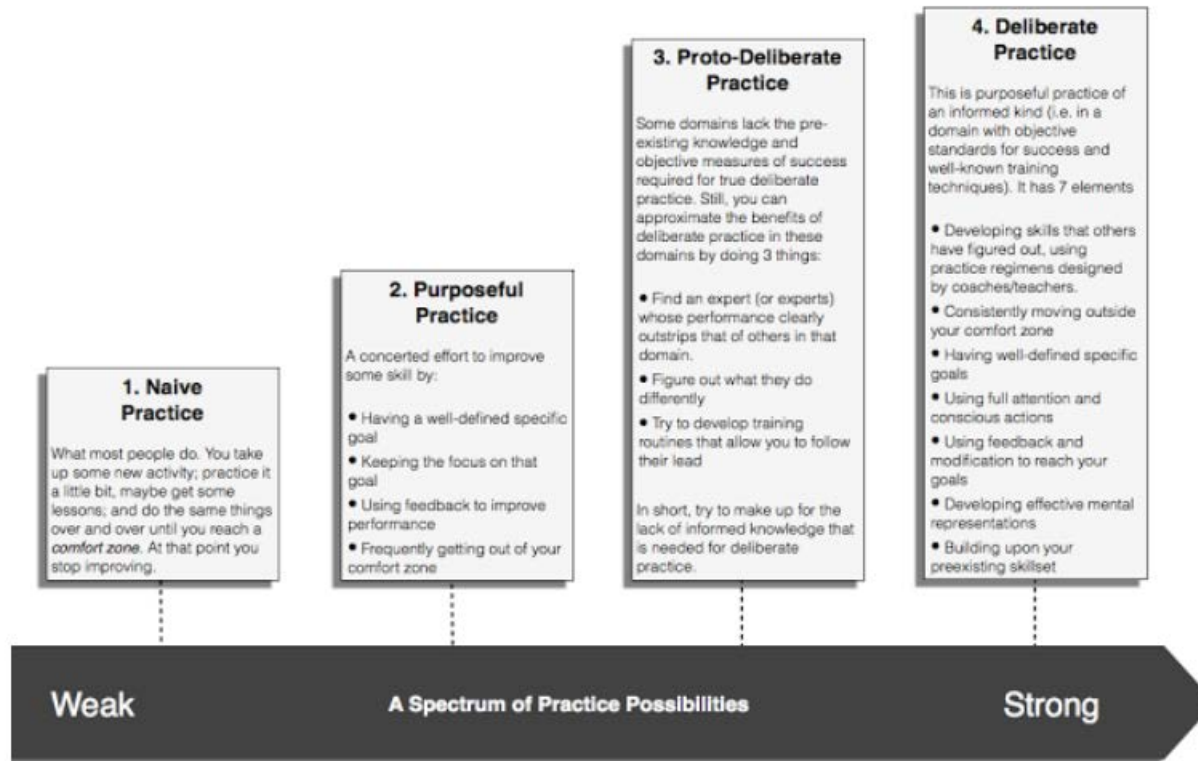 1. Naive
Practice
What most people do. You take
up some new activity; practice it
a little bit, maybe get some
lessons; and do the same things
over and over until you reach a
comfort zone. At that point you
stop improving.
2. Purposeful
Practice
A concerted effort to improve
some skill by:
• Having a well-defined specific
goal
• Keeping the focus on that
goal
• Using feedback to improve
performance
• Frequently getting out of your
comfort zone
3. Proto-Deliberate
Practice
Some domains lack the pre-
existing knowledge and
objective measures of success
required for true deliberate
practice. Still, you can
approximate the benefits of
deliberate practice in these
domains by doing 3 things:
• Find an expert (or experts)
whose performance clearly
outstrips that of others in that
domain.
• Figure out what they do
differently
• Try to develop training
routines that allow you to follow
their lead
In short, try to make up for the
lack of informed knowledge that
is needed for deliberate
practice.
4. Deliberate
Practice
This is purposeful practice of
an informed kind (i.e. in a
domain with objective
standards for success and
well-known training
techniques). It has 7 elements
• Developing skills that others
have figured out, using
practice regimens designed
by coaches/teachers.
• Consistently moving outside
your comfort zone
• Having well-defined specific
goals
• Using full attention and
conscious actions
• Using feedback and
modification to reach your
goals
• Developing effective mental
representations
• Building upon your
preexisting skillset
Weak
A Spectrum of Practice Possibilities
Strong